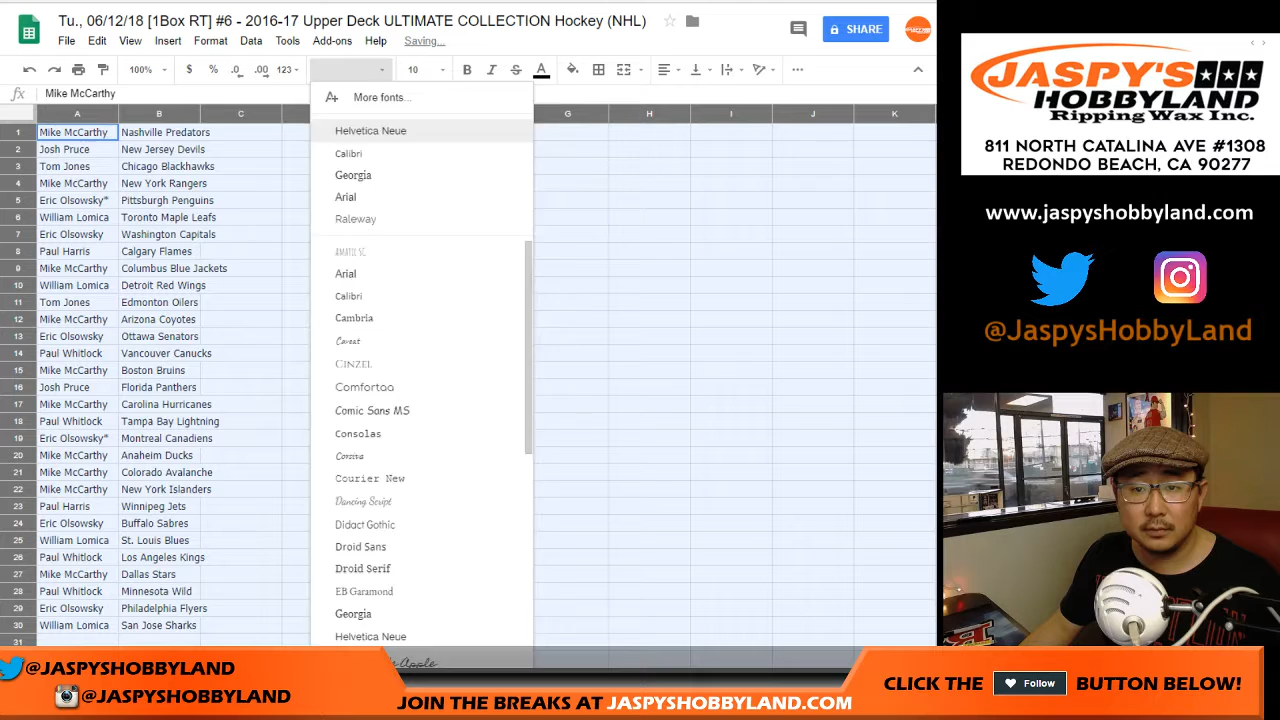 Tu., 06/12/18 [1Box RT] #6 - 2016-17 Upper Deck ULTIMATE COLLECTION Hockey (NHL)
SHARE
File Edit View Insert Format Data Tools Add-ons Help Saving...
100% $ % .0 .00 123 10 B I S A
fx Mike McCarthy
A B C G H I J K
1 Mike McCarthy Nashville Predators
2 Josh Pruce New Jersey Devils
3 Tom Jones Chicago Blackhawks
4 Mike McCarthy New York Rangers
5 Eric Olsowsky* Pittsburgh Penguins
6 William Lomica Toronto Maple Leafs
7 Eric Olsowsky Washington Capitals
8 Paul Harris Calgary Flames
9 Mike McCarthy Columbus Blue Jackets
10 William Lomica Detroit Red Wings
11 Tom Jones Edmonton Oilers
12 Mike McCarthy Arizona Coyotes
13 Eric Olsowsky Ottawa Senators
14 Paul Whitlock Vancouver Canucks
15 Mike McCarthy Boston Bruins
16 Josh Pruce Florida Panthers
17 Mike McCarthy Carolina Hurricanes
18 Paul Whitlock Tampa Bay Lightning
19 Eric Olsowsky* Montreal Canadiens
20 Mike McCarthy Anaheim Ducks
21 Mike McCarthy Colorado Avalanche
22 Mike McCarthy New York Islanders
23 Paul Harris Winnipeg Jets
24 Eric Olsowsky Buffalo Sabres
25 William Lomica St. Louis Blues
26 Paul Whitlock Los Angeles Kings
27 Mike McCarthy Dallas Stars
28 Paul Whitlock Minnesota Wild
29 Eric Olsowsky Philadelphia Flyers
30 William Lomica San Jose Sharks
31
More fonts...
Helvetica Neue
Calibri
Georgia
Arial
Raleway
AMATIC SC
Arial
Calibri
Cambria
Caveat
CINZEL
Comfortaa
Comic Sans MS
Consolas
Corsiva
Courier New
Dancing Script
Didact Gothic
Droid Sans
Droid Serif
EB Garamond
Georgia
Helvetica Neue
Apple
JASPY'S
HOBBYLAND
Ripping Wax Inc.
811 NORTH CATALINA AVE #1308
REDONDO BEACH, CA 90277
www.jaspyshobbyland.com
@JaspysHobbyLand
@JASPYSHOBBYLAND
@JASPYSHOBBYLAND
JOIN THE BREAKS AT JASPYSHOBBYLAND.COM
CLICK THE Follow BUTTON BELOW!